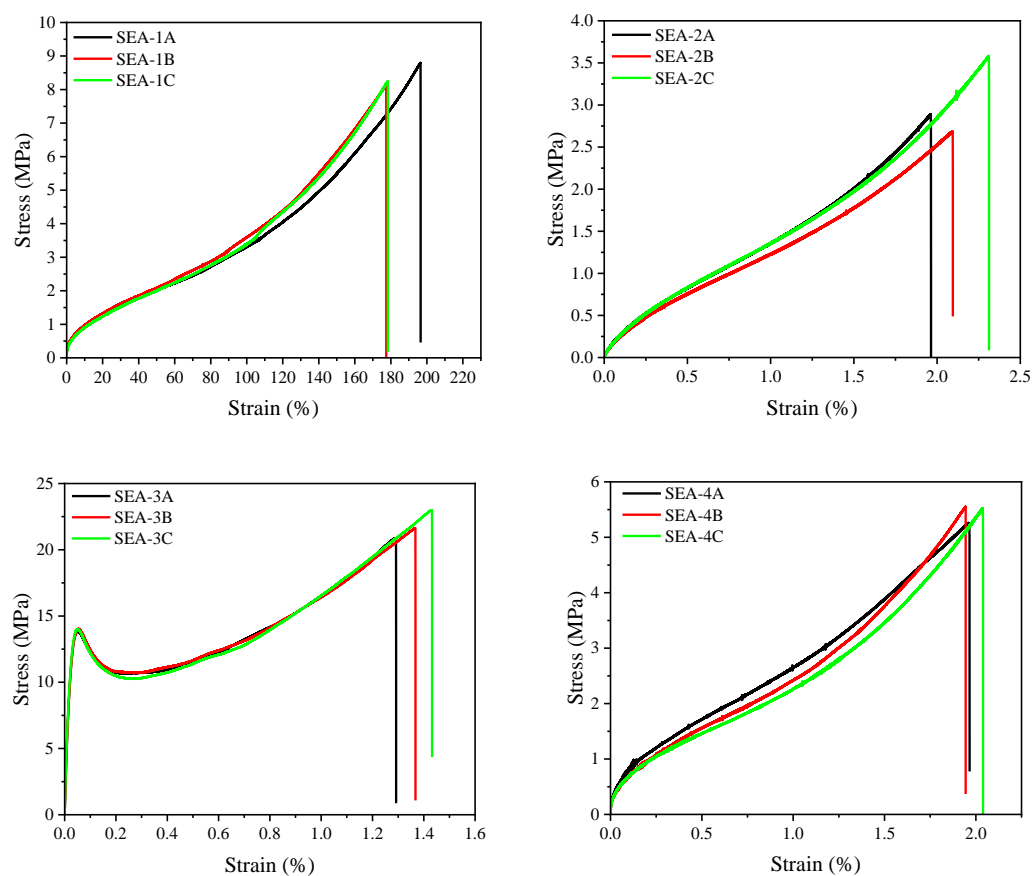 10
9
8
7
6
5
4
3
2
1
0
SEA-1A
SEA-1B
SEA-1C
Stress (MPa)
0 20 40 60 80 100 120 140 160 180 200 220
Strain (%)
4.0
3.5
3.0
2.5
2.0
1.5
1.0
0.5
0.0
SEA-2A
SEA-2B
SEA-2C
Stress (MPa)
0.0 0.5 1.0 1.5 2.0 2.5
Strain (%)
25
20
15
10
5
0
SEA-3A
SEA-3B
SEA-3C
Stress (MPa)
0.0 0.2 0.4 0.6 0.8 1.0 1.2 1.4 1.6
Strain (%)
6
5
4
3
2
1
0
SEA-4A
SEA-4B
SEA-4C
Stress (MPa)
0.0 0.5 1.0 1.5 2.0
Strain (%)